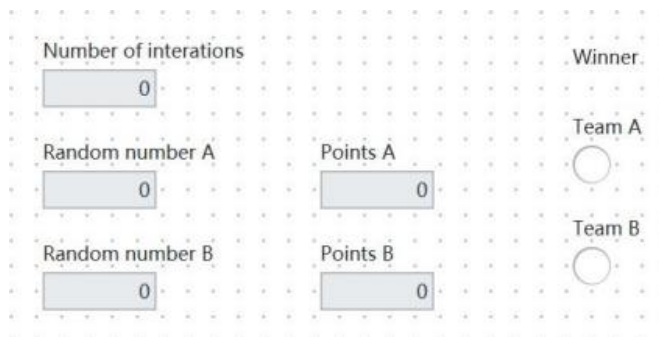 Number of interations
0
Winner
Team A
Random number A
Points A
0
0
Team B
Random number B
Points B
0
0